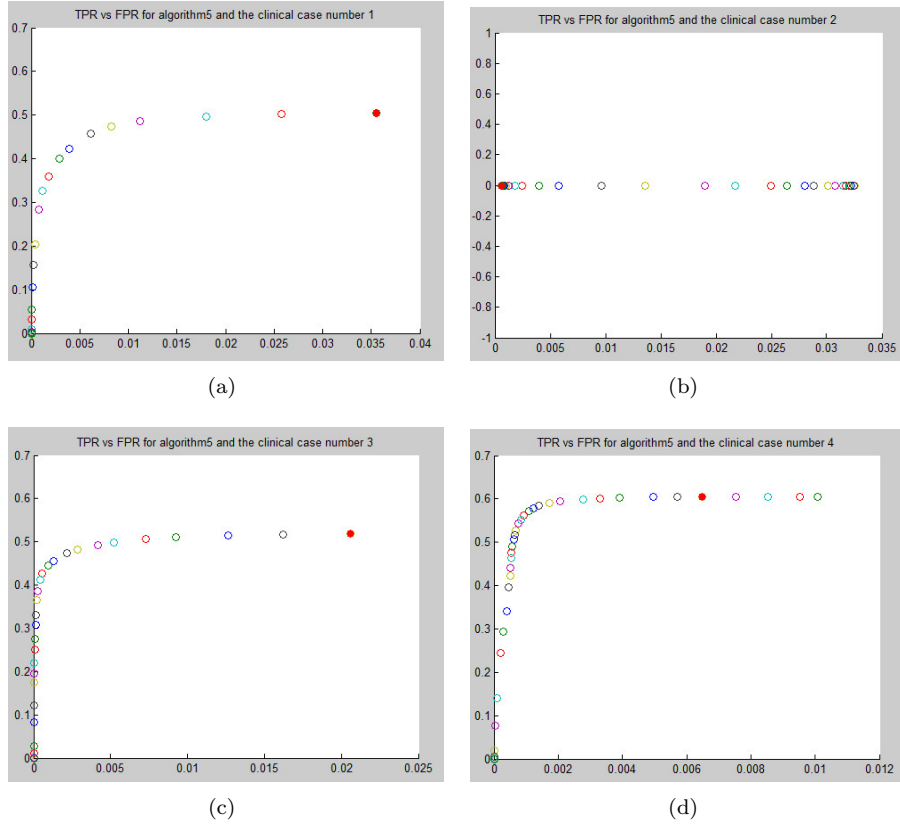 TPR vs FPR for algorithm5 and the clinical case number 1
0.7
0.6
0.5
0.4
0.3
0.2
0.1
0
0 0.005 0.01 0.015 0.02 0.025 0.03 0.035 0.04
(a)
TPR vs FPR for algorithm5 and the clinical case number 2
1
0.8
0.6
0.4
0.2
0
-0.2
-0.4
-0.6
-0.8
-1
0 0.005 0.01 0.015 0.02 0.025 0.03 0.035
(b)
TPR vs FPR for algorithm5 and the clinical case number 3
0.7
0.6
0.5
0.4
0.3
0.2
0.1
0
0 0.005 0.01 0.015 0.02 0.025
(c)
TPR vs FPR for algorithm5 and the clinical case number 4
0.7
0.6
0.5
0.4
0.3
0.2
0.1
0
0 0.002 0.004 0.006 0.008 0.01 0.012
(d)